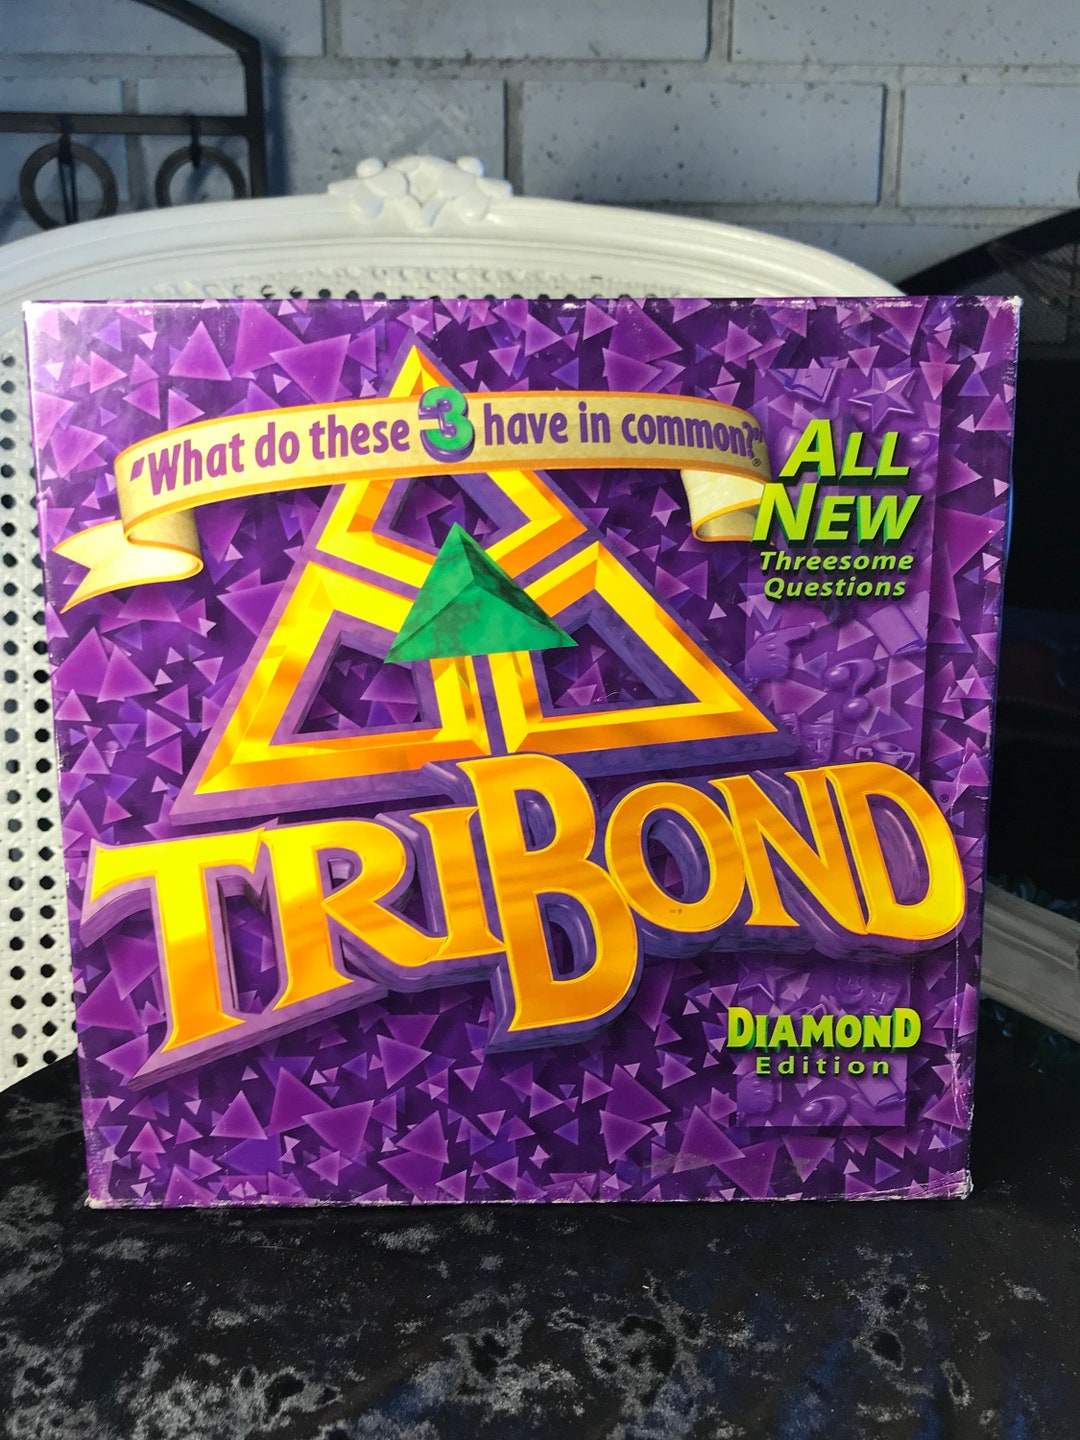 "What do these 3 have in common?"®
ALL
NEW
Threesome
Questions
TRIBOND®
DIAMOND
Edition